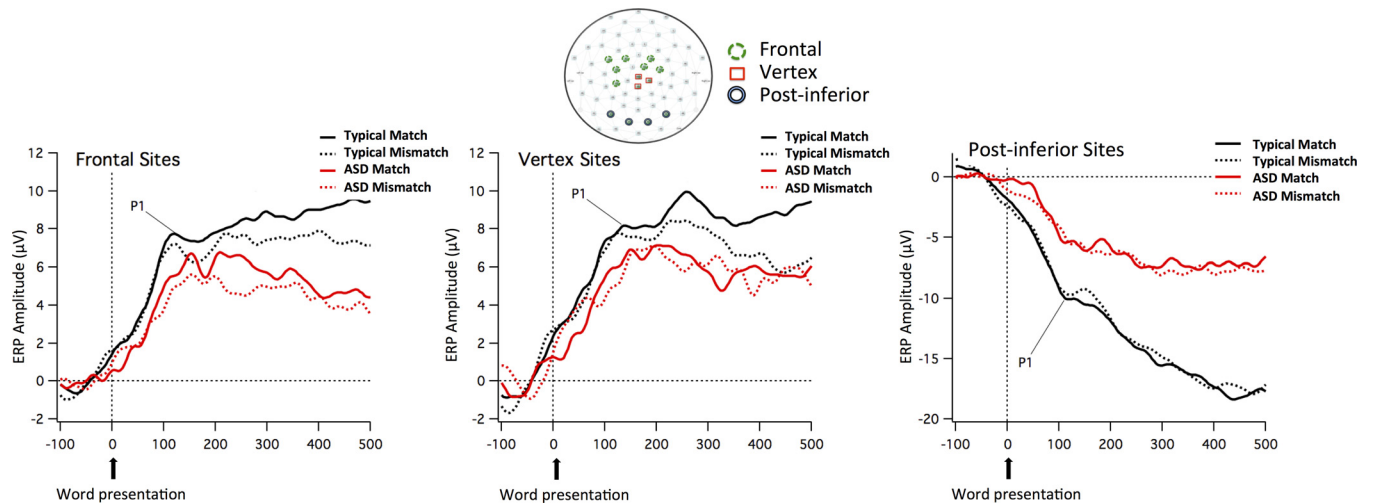 Frontal
Vertex
Post-inferior
Frontal Sites
Typical Match
Typical Mismatch
ASD Match
ASD Mismatch
P1
ERP Amplitude (µV)
12
10
8
6
4
2
0
-2
-100 0 100 200 300 400 500
Word presentation
Vertex Sites
Typical Match
Typical Mismatch
ASD Match
ASD Mismatch
P1
ERP Amplitude (µV)
12
10
8
6
4
2
0
-2
-100 0 100 200 300 400 500
Word presentation
Post-inferior Sites
Typical Match
Typical Mismatch
ASD Match
ASD Mismatch
P1
ERP Amplitude (µV)
0
-5
-10
-15
-20
-100 0 100 200 300 400 500
Word presentation